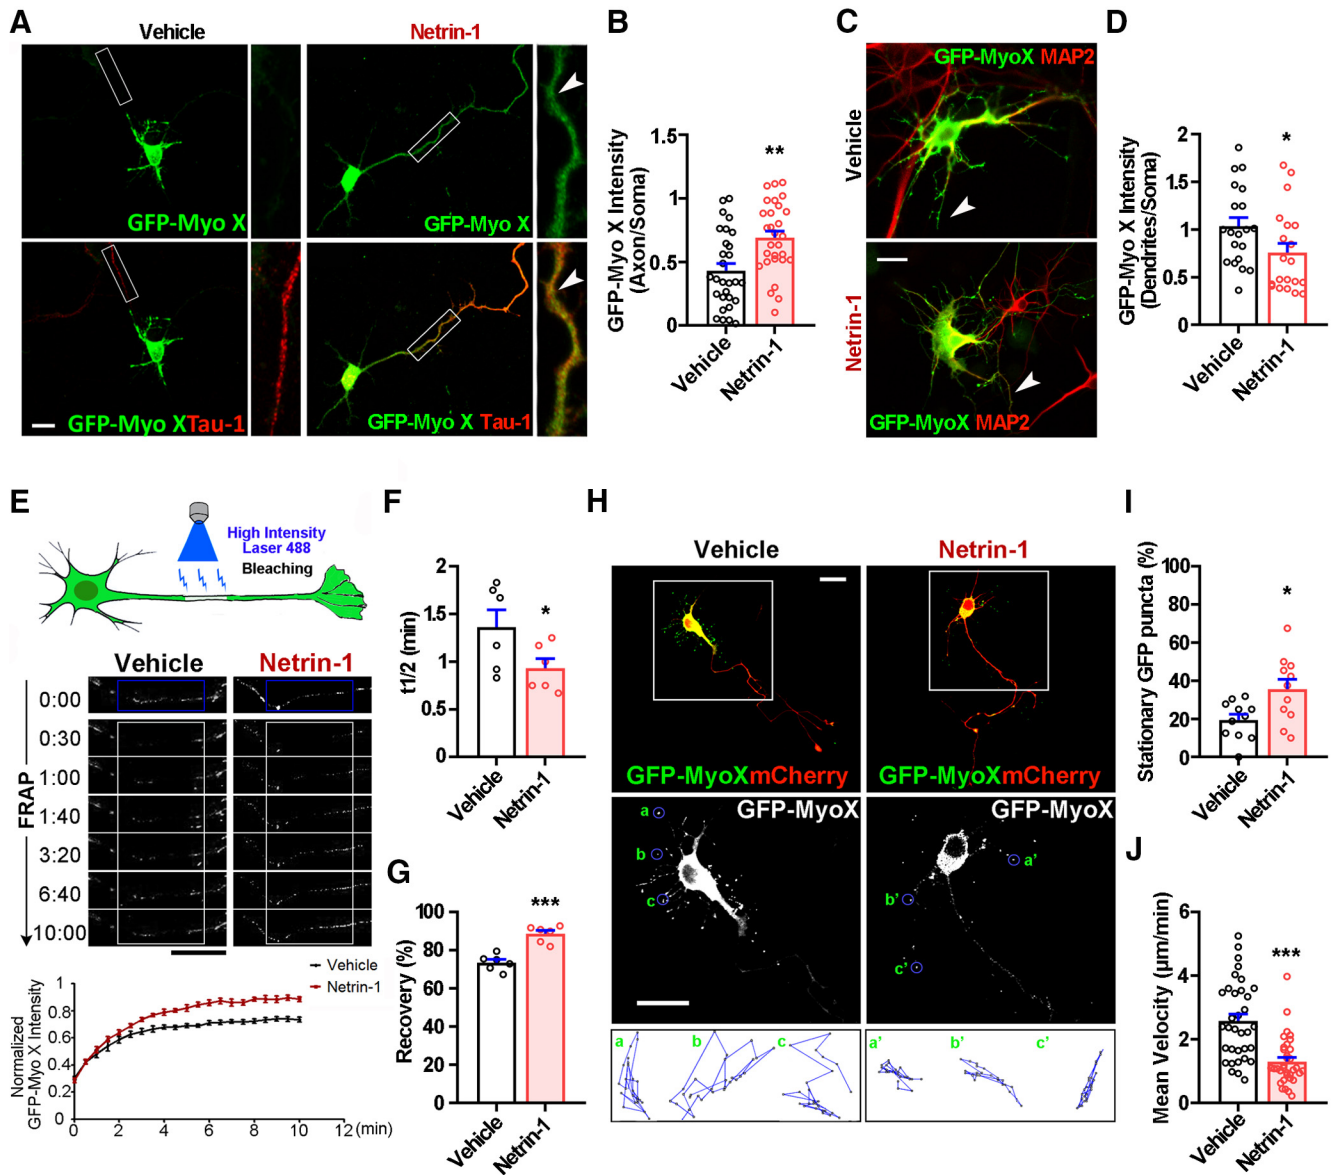 A
Vehicle
Netrin-1
GFP-Myo X
GFP-Myo X
GFP-Myo XTau-1
GFP-Myo X Tau-1
B
GFP-Myo X Intensity
(Axon/Soma)
1.5
1
0.5
0
**
Vehicle
Netrin-1
C
Vehicle
Netrin-1
GFP-MyoX MAP2
GFP-MyoX MAP2
D
GFP-Myo X Intensity
(Dendrites/Soma)
2
1.5
1
0.5
0
*
Vehicle
Netrin-1
E
High Intensity
Laser 488
Bleaching
Vehicle
Netrin-1
FRAP
0:00
0:30
1:00
1:40
3:20
6:40
10:00
Vehicle
Netrin-1
Normalized
GFP-Myo X Intensity
1
0.8
0.6
0.4
0.2
0
0 2 4 6 8 10 12 (min)
F
t1/2 (min)
2
1.5
1
0.5
0
*
Vehicle
Netrin-1
G
Recovery (%)
100
80
60
40
20
0
***
Vehicle
Netrin-1
H
Vehicle
Netrin-1
GFP-MyoXmCherry
GFP-MyoXmCherry
GFP-MyoX
a
b
c
GFP-MyoX
a'
b'
c'
a b c
a' b' c'
I
Stationary GFP puncta (%)
100
80
60
40
20
0
*
Vehicle
Netrin-1
J
Mean Velocity (μm/min)
6
4
2
0
***
Vehicle
Netrin-1